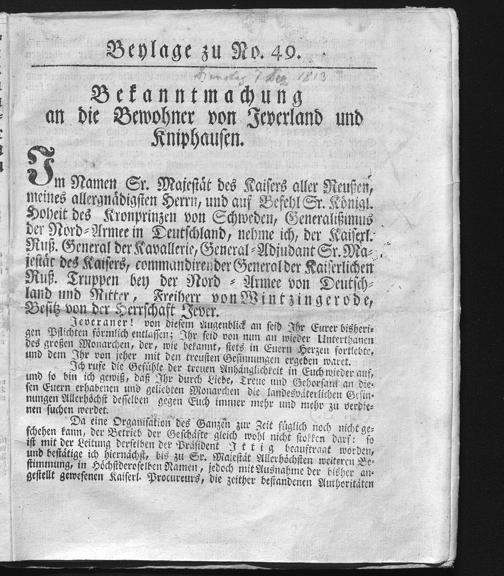 Beylage zu No. 49.
Dienstag 7 Dec 1813
Bekanntmachung
an die Bewohner von Jeverland und
Kniphausen.
Im Namen Sr. Majestät des Kaisers aller Reußen,
meines allergnädigsten Herrn, und auf Befehl Sr. Königl.
Hoheit des Kronprinzen von Schweden, Generalißimus
der Nord-Armee in Deutschland, nehme ich, der Kaiserl.
Ruß. General der Kavallerie, General-Adjudant Sr. Ma-
jestät des Kaisers, commandirender General der Kaiserlichen
Ruß. Truppen bey der Nord-Armee von Deutsch-
land und Ritter, Freiherr von Wintzingerode,
Besitz von der Herrschaft Jever.
Jeveraner! von diesem Augenblick an seid Ihr Eurer bisheri-
gen Pflichten förmlich entlassen; Ihr seid von nun an wieder Unterthanen
des großen Monarchen, der, wie bekannt, stets in Euern Herzen fortlebte,
und dem Ihr von jeher mit den treusten Gesinnungen ergeben waret.
Ich rufe die Gefühle der treuen Anhänglichkeit in Euch wieder auf,
und so bin ich gewiß, daß Ihr durch Liebe, Treue und Gehorsam an die-
sen Euern erhabenen und geliebten Monarchen die landesväterlichen Gesin-
nungen Allerhöchst desselben gegen Euch immer mehr und mehr zu verdie-
nen suchen werdet.
Da eine Organisation des Ganzen zur Zeit füglich noch nicht ge-
schehen kann, der Betrieb der Geschäfte gleich wohl nicht stocken darf: so
ist mit der Leitung derselben der Präsident Ittig beauftragt worden,
und bestätige ich hiernächst, bis zu Sr. Majestät Allerhöchsten weiteren Be-
stimmung, in Höchstderoselben Namen, jedoch mit Ausnahme der bisher an-
gestellt gewesenen Kaiserl. Procureurs, die zeither bestandenen Authoritäten